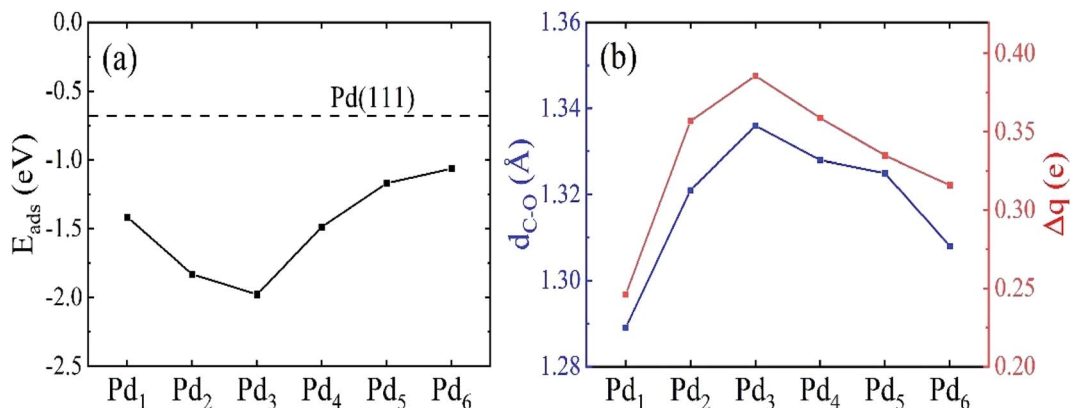 (a)
Pd(111)
E_ads (eV)
0.0
-0.5
-1.0
-1.5
-2.0
-2.5
Pd₁ Pd₂ Pd₃ Pd₄ Pd₅ Pd₆
(b)
d_C-O (Å)
1.36
1.34
1.32
1.30
1.28
Δq (e)
0.40
0.35
0.30
0.25
0.20
Pd₁ Pd₂ Pd₃ Pd₄ Pd₅ Pd₆